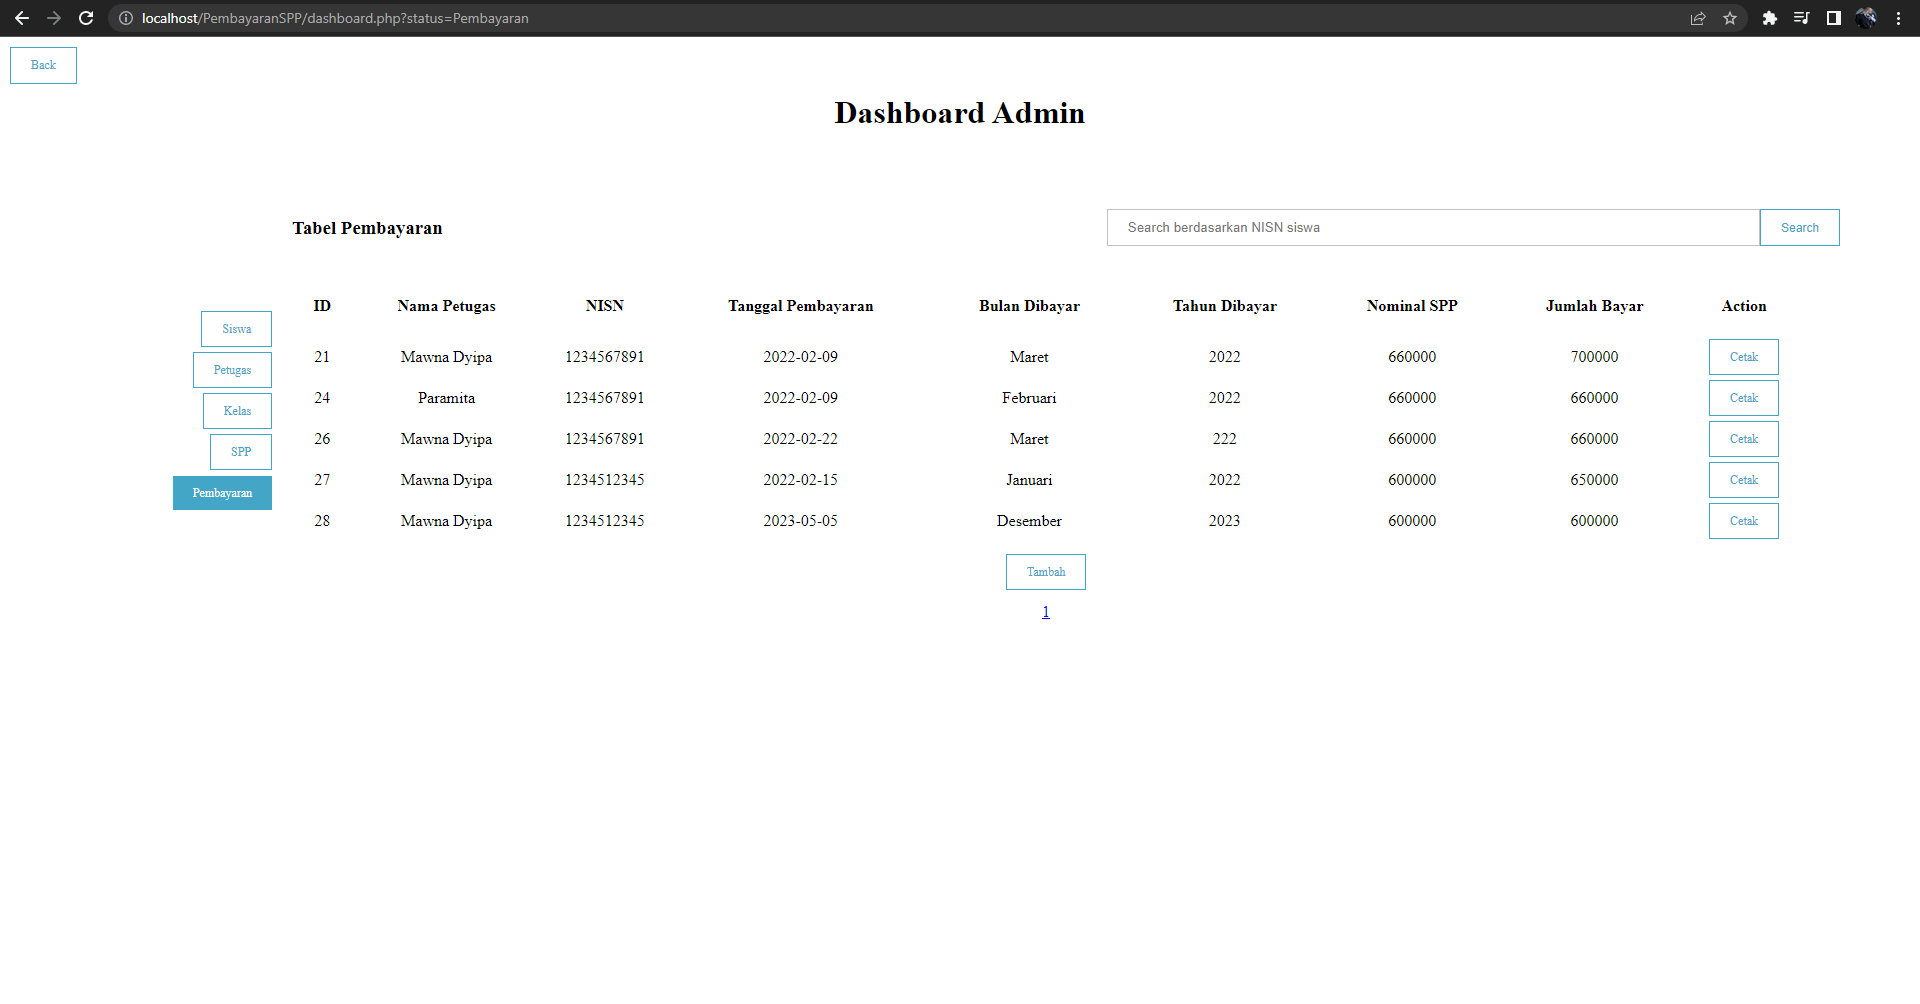 localhost/PembayaranSPP/dashboard.php?status=Pembayaran
Back
Dashboard Admin
Tabel Pembayaran
Search berdasarkan NISN siswa Search
Siswa
Petugas
Kelas
SPP
Pembayaran
ID Nama Petugas NISN Tanggal Pembayaran Bulan Dibayar Tahun Dibayar Nominal SPP Jumlah Bayar Action
21 Mawna Dyipa 1234567891 2022-02-09 Maret 2022 660000 700000 Cetak
24 Paramita 1234567891 2022-02-09 Februari 2022 660000 660000 Cetak
26 Mawna Dyipa 1234567891 2022-02-22 Maret 222 660000 660000 Cetak
27 Mawna Dyipa 1234512345 2022-02-15 Januari 2022 600000 650000 Cetak
28 Mawna Dyipa 1234512345 2023-05-05 Desember 2023 600000 600000 Cetak
Tambah
1